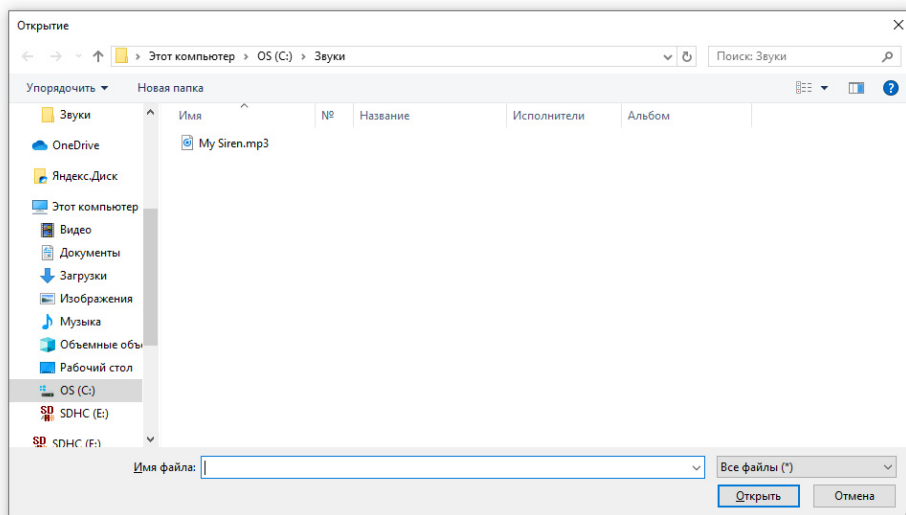 Открытие
Этот компьютер › OS (C:) › Звуки
Поиск: Звуки
Упорядочить
Новая папка
Звуки
OneDrive
Яндекс.Диск
Этот компьютер
Видео
Документы
Загрузки
Изображения
Музыка
Объемные объ
Рабочий стол
OS (C:)
SDHC (E:)
SDHC (E:)
Имя № Название Исполнители Альбом
My Siren.mp3
Имя файла:
Все файлы (*)
Открыть
Отмена